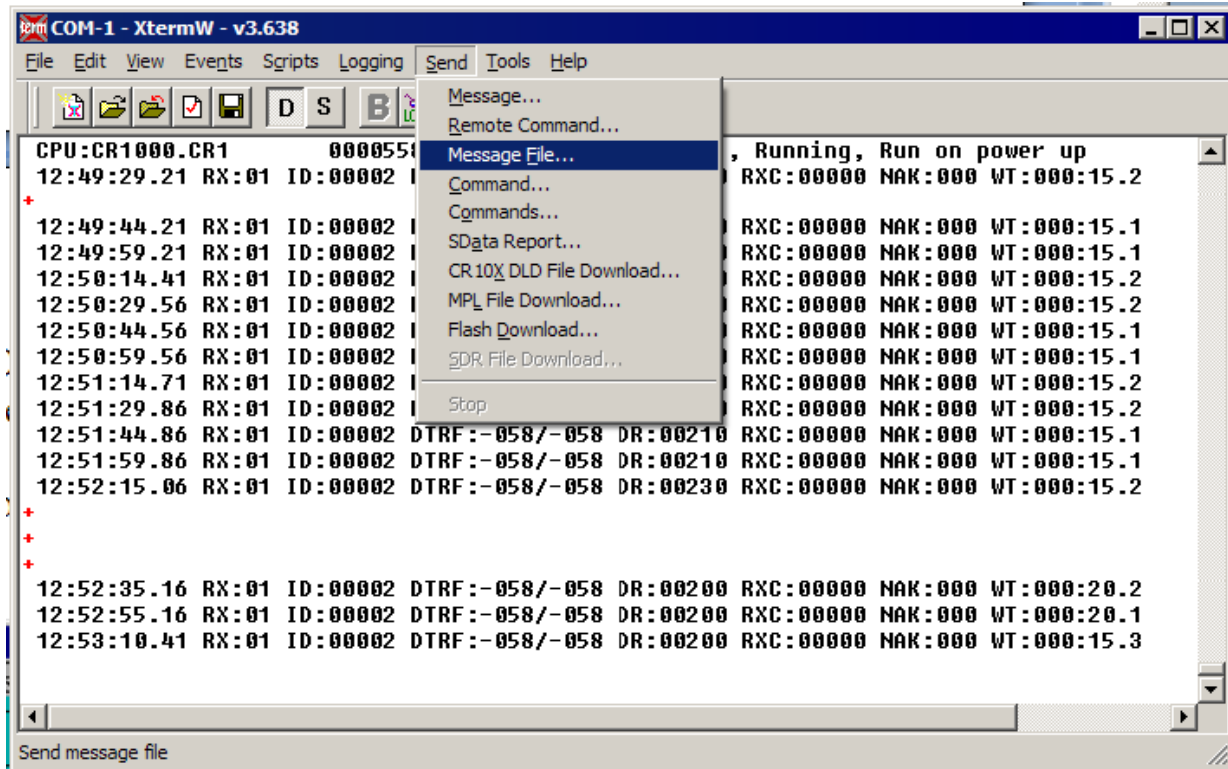 COM-1 - XtermW - v3.638
File Edit View Events Scripts Logging Send Tools Help
D S B
Message...
Remote Command...
Message File...
Command...
Commands...
SData Report...
CR10X DLD File Download...
MPL File Download...
Flash Download...
SDR File Download...
Stop
CPU:CR1000.CR1 000055 , Running, Run on power up
12:49:29.21 RX:01 ID:00002 RXC:00000 NAK:000 WT:000:15.2
+
12:49:44.21 RX:01 ID:00002 RXC:00000 NAK:000 WT:000:15.1
12:49:59.21 RX:01 ID:00002 RXC:00000 NAK:000 WT:000:15.1
12:50:14.41 RX:01 ID:00002 RXC:00000 NAK:000 WT:000:15.2
12:50:29.56 RX:01 ID:00002 RXC:00000 NAK:000 WT:000:15.2
12:50:44.56 RX:01 ID:00002 RXC:00000 NAK:000 WT:000:15.1
12:50:59.56 RX:01 ID:00002 RXC:00000 NAK:000 WT:000:15.1
12:51:14.71 RX:01 ID:00002 RXC:00000 NAK:000 WT:000:15.2
12:51:29.86 RX:01 ID:00002 RXC:00000 NAK:000 WT:000:15.2
12:51:44.86 RX:01 ID:00002 DTRF:-058/-058 DR:00210 RXC:00000 NAK:000 WT:000:15.1
12:51:59.86 RX:01 ID:00002 DTRF:-058/-058 DR:00210 RXC:00000 NAK:000 WT:000:15.1
12:52:15.06 RX:01 ID:00002 DTRF:-058/-058 DR:00230 RXC:00000 NAK:000 WT:000:15.2
+
+
+
12:52:35.16 RX:01 ID:00002 DTRF:-058/-058 DR:00200 RXC:00000 NAK:000 WT:000:20.2
12:52:55.16 RX:01 ID:00002 DTRF:-058/-058 DR:00200 RXC:00000 NAK:000 WT:000:20.1
12:53:10.41 RX:01 ID:00002 DTRF:-058/-058 DR:00200 RXC:00000 NAK:000 WT:000:15.3
Send message file